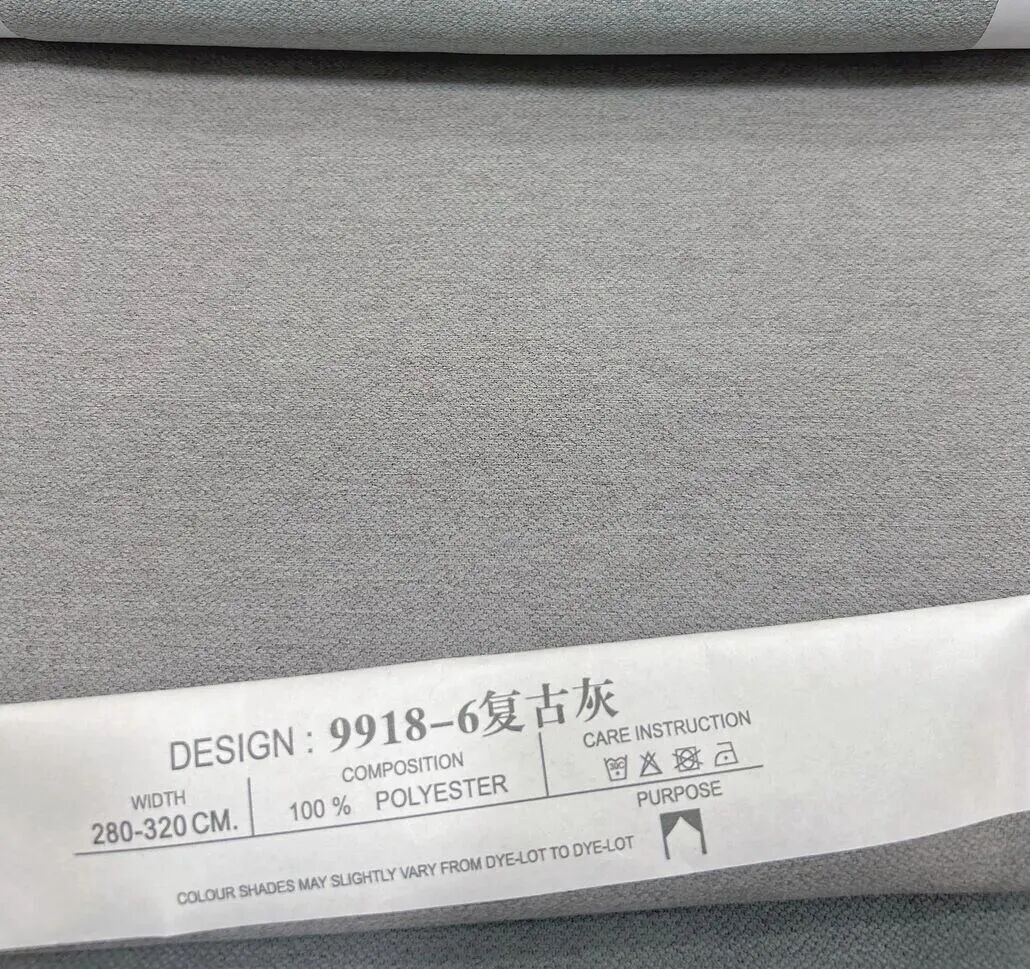 DESIGN : 9918-6复古灰
WIDTH
280-320 CM.
COMPOSITION
100 % POLYESTER
CARE INSTRUCTION
PURPOSE
COLOUR SHADES MAY SLIGHTLY VARY FROM DYE-LOT TO DYE-LOT